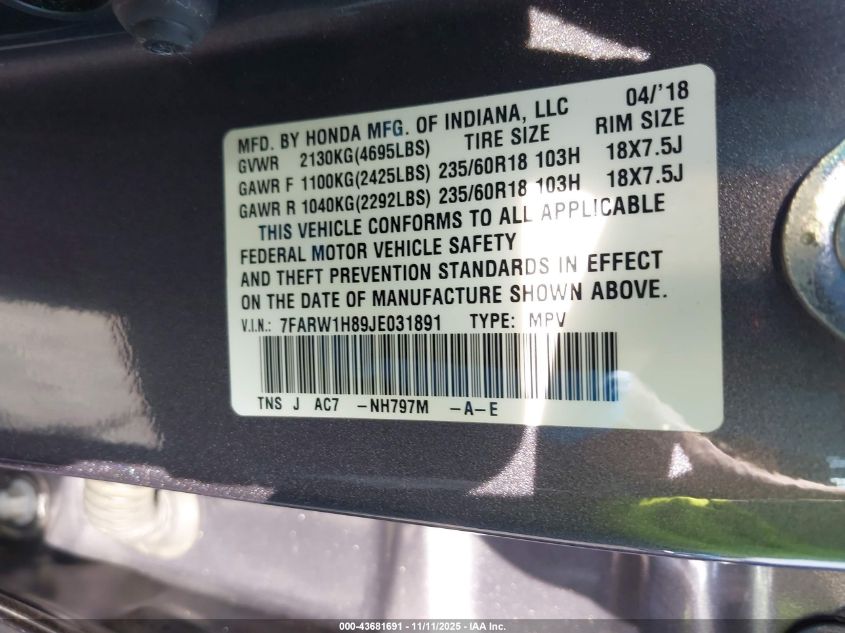 MFD. BY HONDA MFG. OF INDIANA, LLC 04/'18
GVWR 2130KG(4695LBS) TIRE SIZE RIM SIZE
GAWR F 1100KG(2425LBS) 235/60R18 103H 18X7.5J
GAWR R 1040KG(2292LBS) 235/60R18 103H 18X7.5J
THIS VEHICLE CONFORMS TO ALL APPLICABLE
FEDERAL MOTOR VEHICLE SAFETY
AND THEFT PREVENTION STANDARDS IN EFFECT
ON THE DATE OF MANUFACTURE SHOWN ABOVE.
V.I.N.: 7FARW1H89JE031891 TYPE: MPV
TNS J AC7 -NH797M -A-E
000-43681691 - 11/11/2025 - IAA Inc.